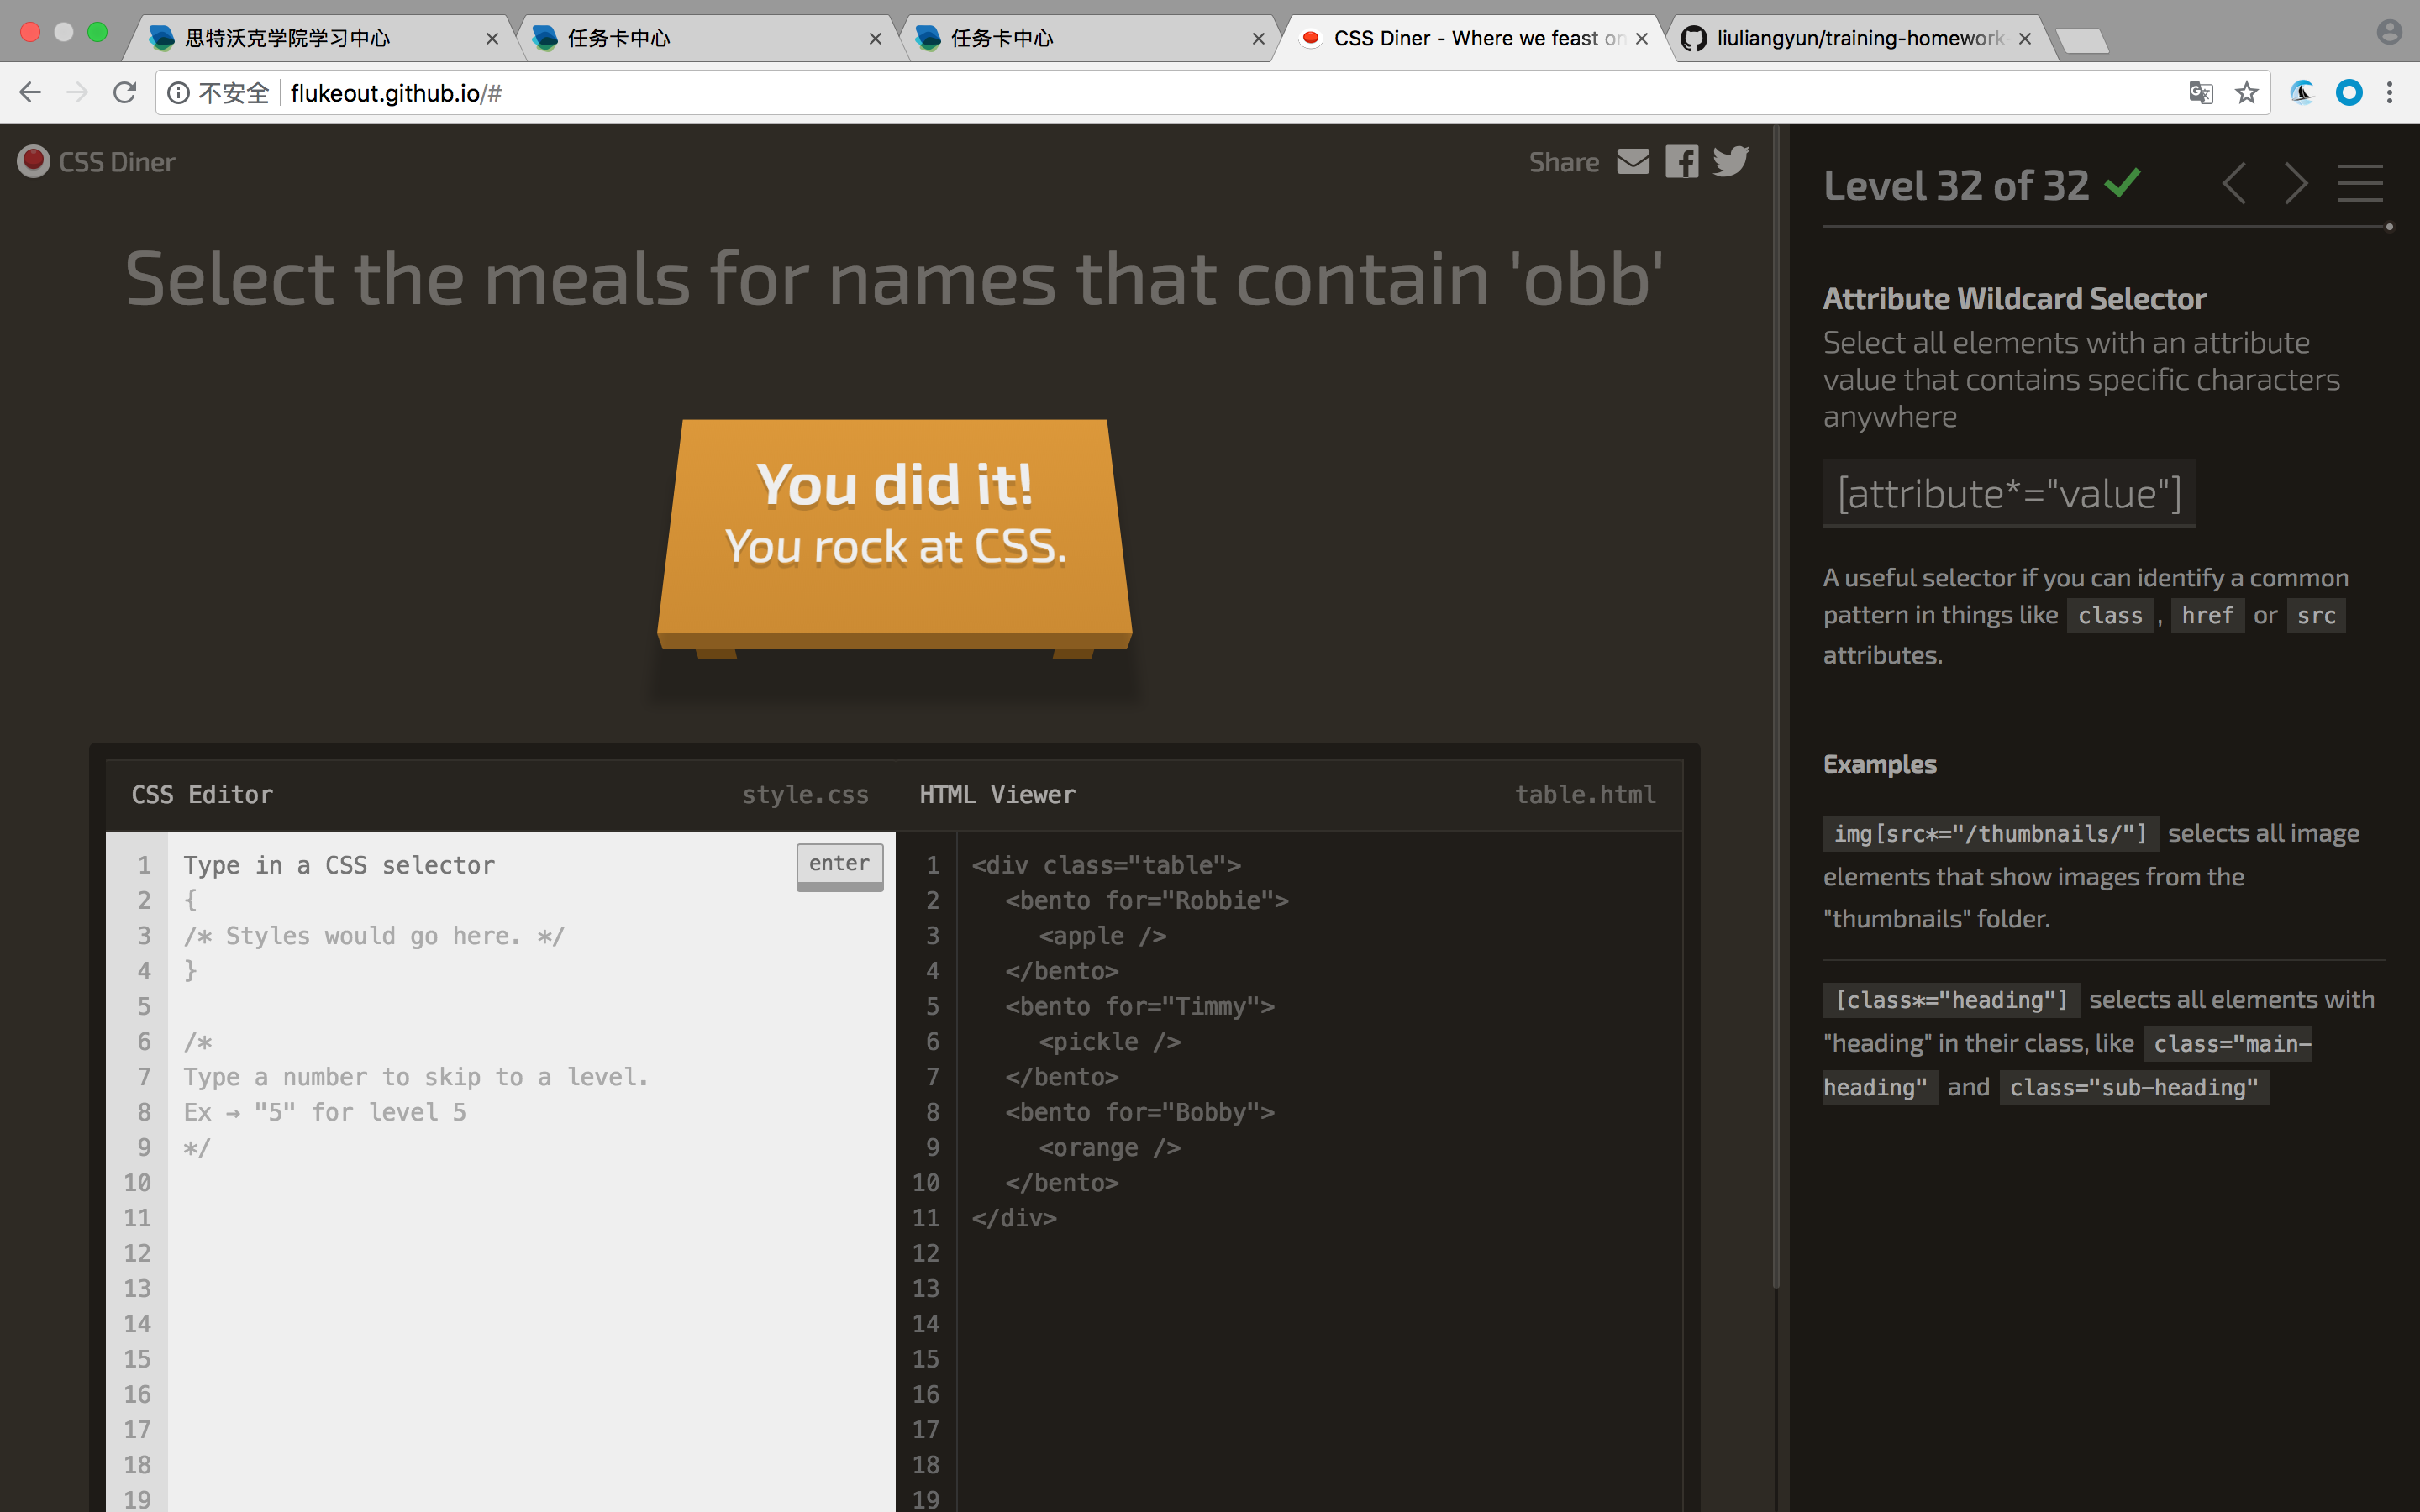 思特沃克学院学习中心
任务卡中心
任务卡中心
CSS Diner - Where we feast on
liuliangyun/training-homework-
不安全 flukeout.github.io/#
CSS Diner
Share
Select the meals for names that contain 'obb'
You did it!
You rock at CSS.
CSS Editor style.css
enter
1 Type in a CSS selector
2 {
3 /* Styles would go here. */
4 }
5
6 /*
7 Type a number to skip to a level.
8 Ex → "5" for level 5
9 */
10
11
12
13
14
15
16
17
18
19
HTML Viewer table.html
1 <div class="table">
2 <bento for="Robbie">
3 <apple />
4 </bento>
5 <bento for="Timmy">
6 <pickle />
7 </bento>
8 <bento for="Bobby">
9 <orange />
10 </bento>
11 </div>
12
13
14
15
16
17
18
19
Level 32 of 32
Attribute Wildcard Selector
Select all elements with an attribute
value that contains specific characters
anywhere
[attribute*="value"]
A useful selector if you can identify a common
pattern in things like class , href or src
attributes.
Examples
img[src*="/thumbnails/"] selects all image
elements that show images from the
"thumbnails" folder.
[class*="heading"] selects all elements with
"heading" in their class, like class="main-
heading" and class="sub-heading"